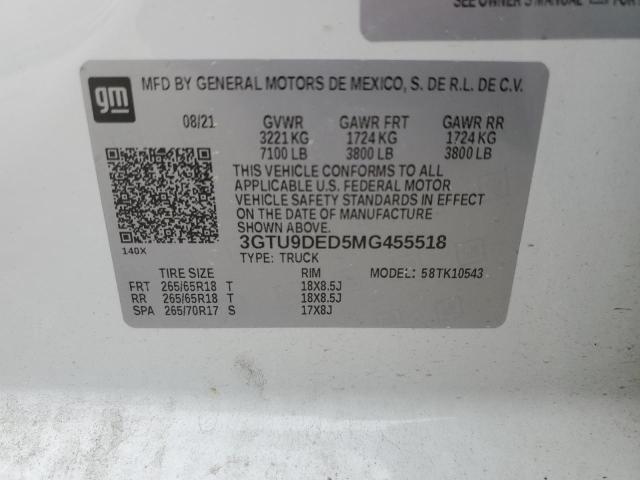 SEE OWNER'S MANUAL
gm
MFD BY GENERAL MOTORS DE MEXICO, S. DE R.L. DE C.V.
08/21 GVWR GAWR FRT GAWR RR
3221 KG 1724 KG 1724 KG
7100 LB 3800 LB 3800 LB
THIS VEHICLE CONFORMS TO ALL
APPLICABLE U.S. FEDERAL MOTOR
VEHICLE SAFETY STANDARDS IN EFFECT
ON THE DATE OF MANUFACTURE
SHOWN ABOVE.
3GTU9DED5MG455518
140X TYPE: TRUCK
TIRE SIZE RIM MODEL: 58TK10543
FRT 265/65R18 T 18X8.5J
RR 265/65R18 T 18X8.5J
SPA 265/70R17 S 17X8J